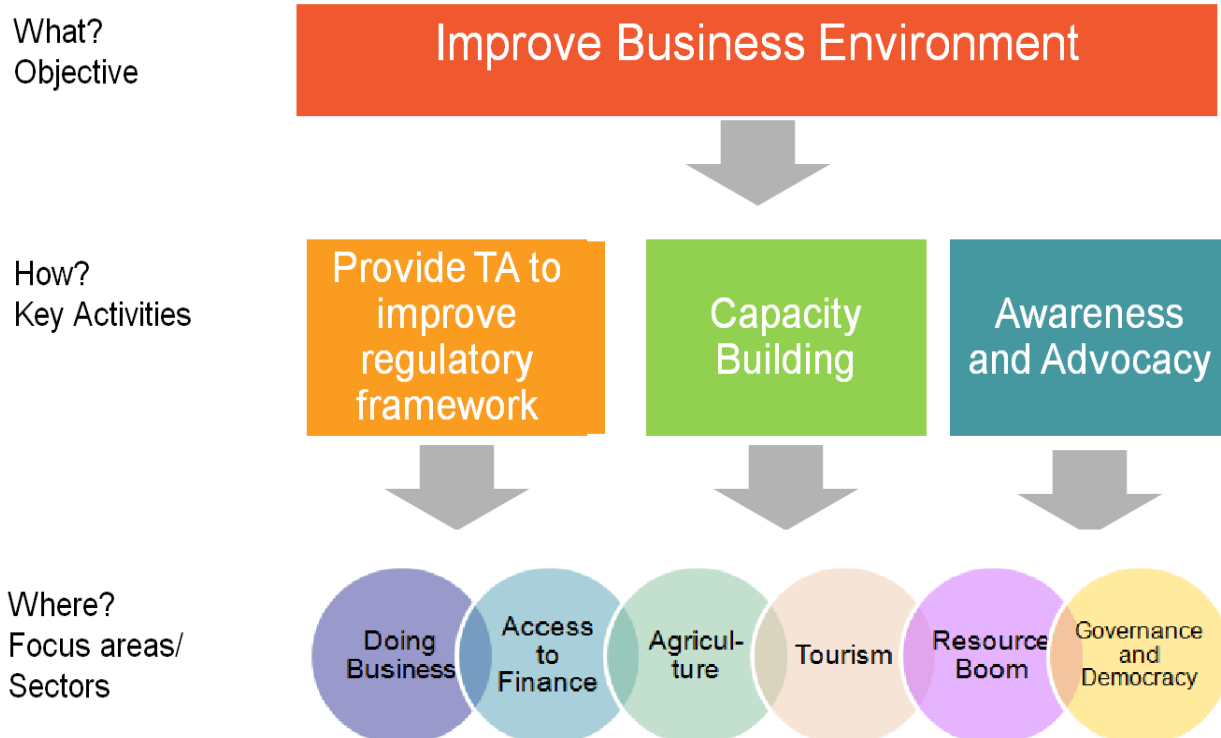 What?
Objective
Improve Business Environment
How?
Key Activities
Provide TA to
improve
regulatory
framework
Capacity
Building
Awareness
and Advocacy
Where?
Focus areas/
Sectors
Doing
Business
Access
to
Finance
Agricul-
ture
Tourism
Resource
Boom
Governance
and
Democracy